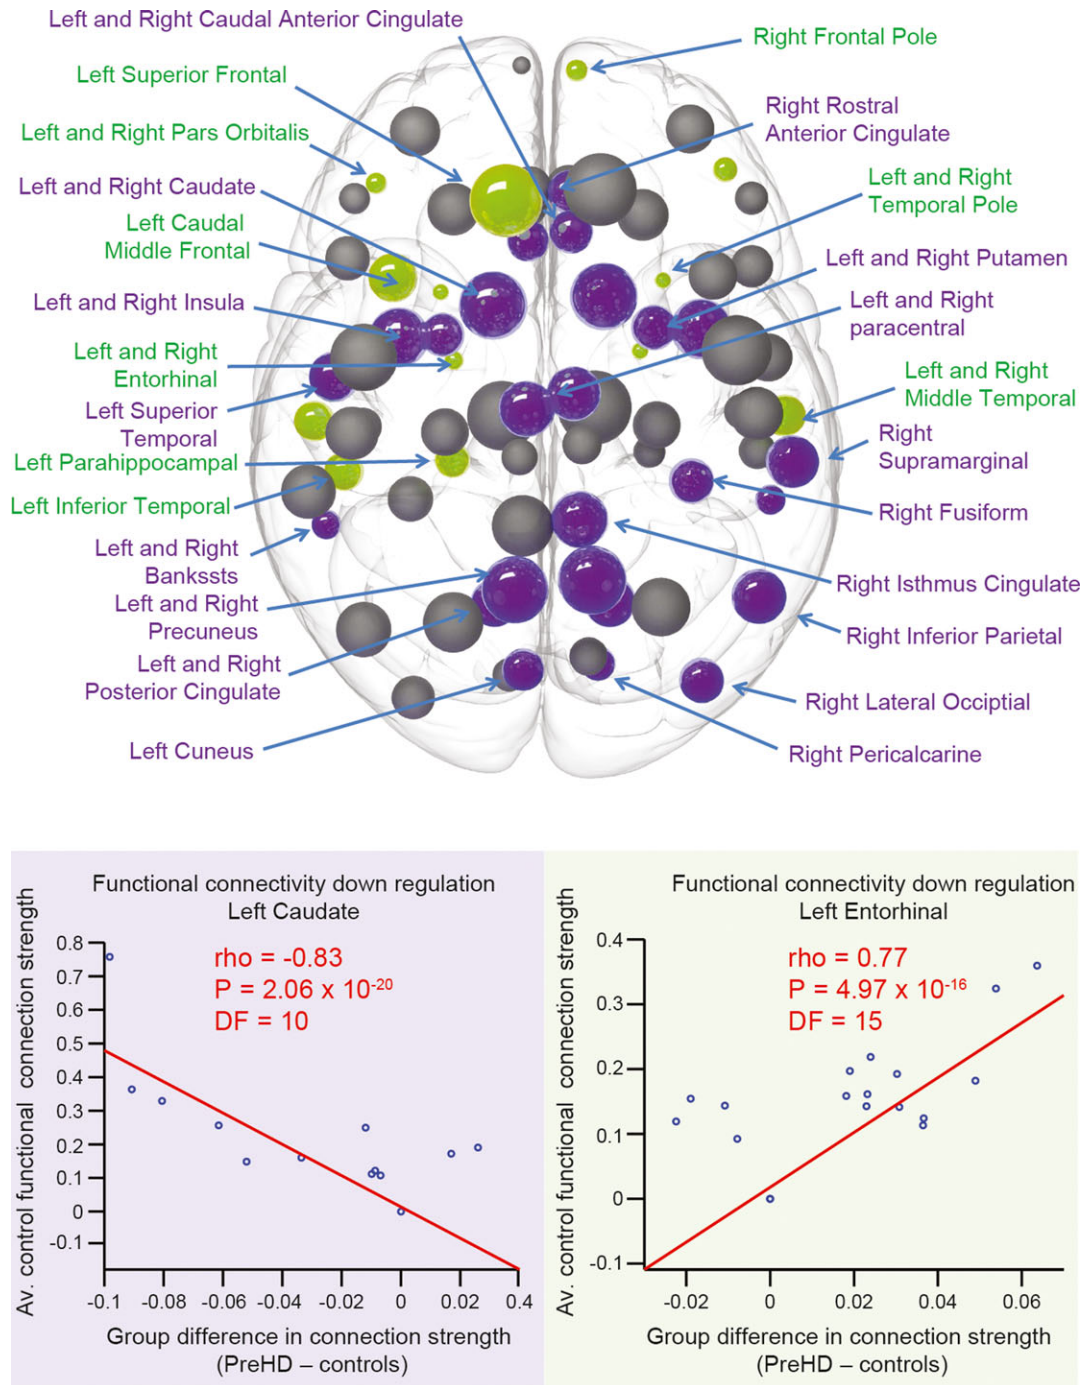 Left and Right Caudal Anterior Cingulate
Right Frontal Pole
Left Superior Frontal
Right Rostral
Anterior Cingulate
Left and Right Pars Orbitalis
Left and Right
Temporal Pole
Left and Right Caudate
Left Caudal
Middle Frontal
Left and Right Putamen
Left and Right Insula
Left and Right
paracentral
Left and Right
Entorhinal
Left and Right
Middle Temporal
Left Superior
Temporal
Right
Supramarginal
Left Parahippocampal
Left Inferior Temporal
Right Fusiform
Left and Right
Bankssts
Right Isthmus Cingulate
Left and Right
Precuneus
Right Inferior Parietal
Left and Right
Posterior Cingulate
Right Lateral Occiptial
Left Cuneus
Right Pericalcarine
Functional connectivity down regulation
Left Caudate
rho = -0.83
P = 2.06 x 10-20
DF = 10
Av. control functional connection strength
0.8
0.7
0.6
0.5
0.4
0.3
0.2
0.1
0
-0.1
-0.1 -0.08 -0.06 -0.04 -0.02 0 0.02 0.4
Group difference in connection strength
(PreHD – controls)
Functional connectivity down regulation
Left Entorhinal
rho = 0.77
P = 4.97 x 10-16
DF = 15
Av. control functional connection strength
0.4
0.3
0.2
0.1
0
-0.1
-0.02 0 0.02 0.04 0.06
Group difference in connection strength
(PreHD – controls)